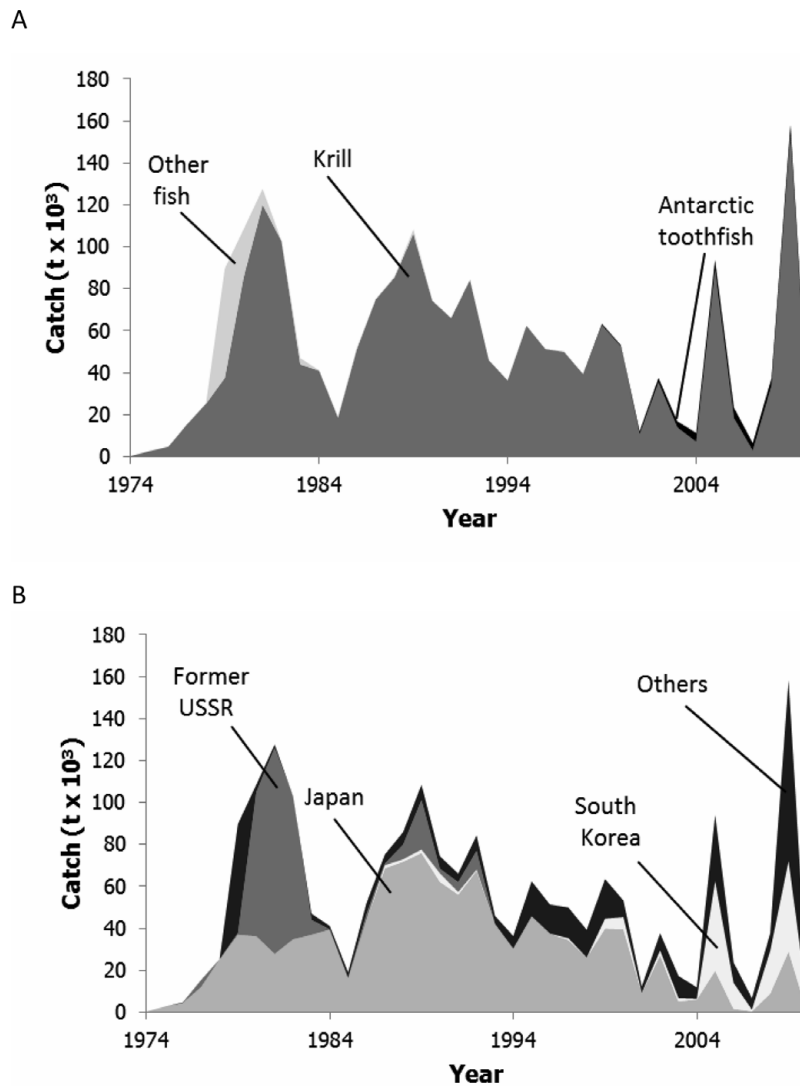 A
180
160
140
120
100
80
60
40
20
0
Catch (t x 10³)
Other
fish
Krill
Antarctic
toothfish
1974
1984
1994
2004
Year
B
180
160
140
120
100
80
60
40
20
0
Catch (t x 10³)
Former
USSR
Japan
Others
South
Korea
1974
1984
1994
2004
Year